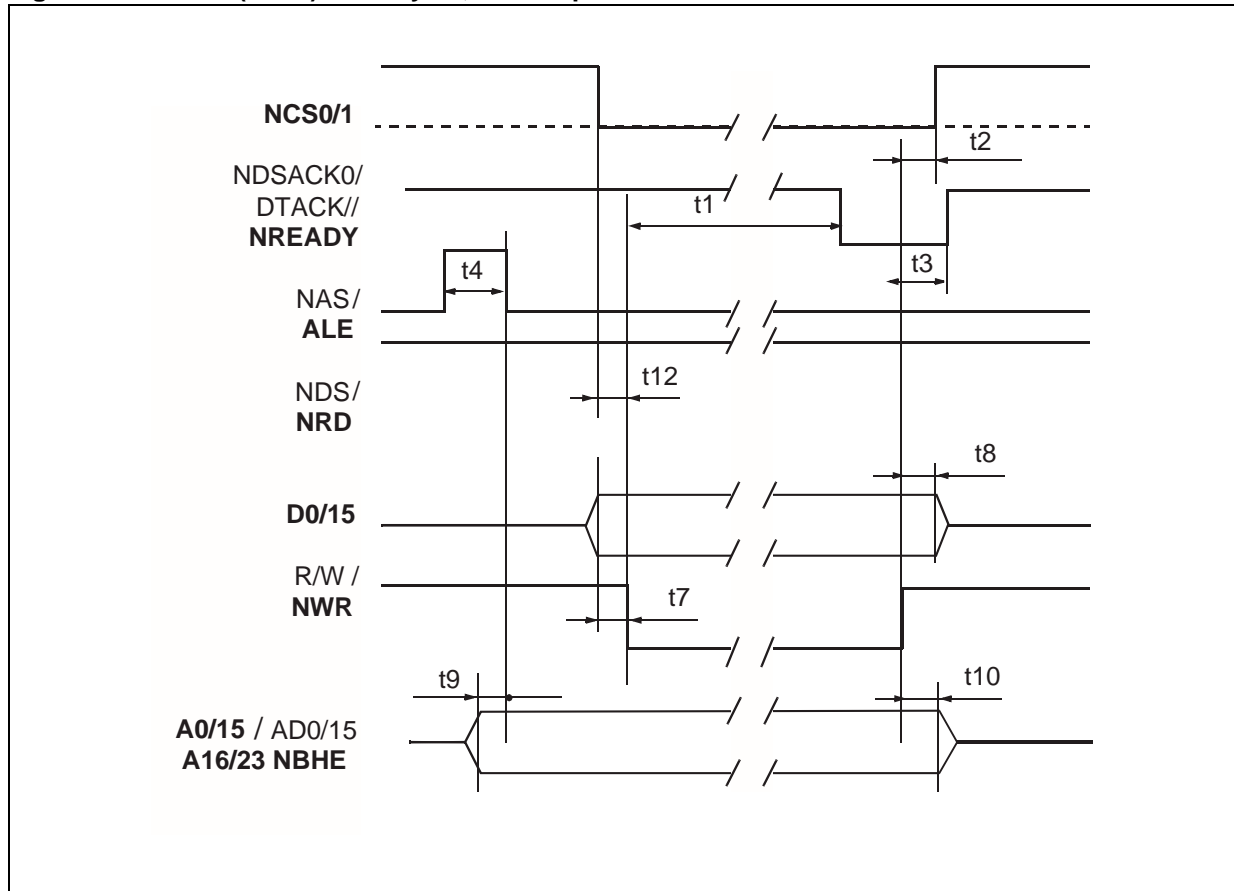 NCS0/1
t2
NDSACK0/
DTACK//
NREADY
t1
t3
t4
NAS/
ALE
t12
NDS/
NRD
t8
D0/15
R/W /
NWR
t7
t9
t10
A0/15 / AD0/15
A16/23 NBHE